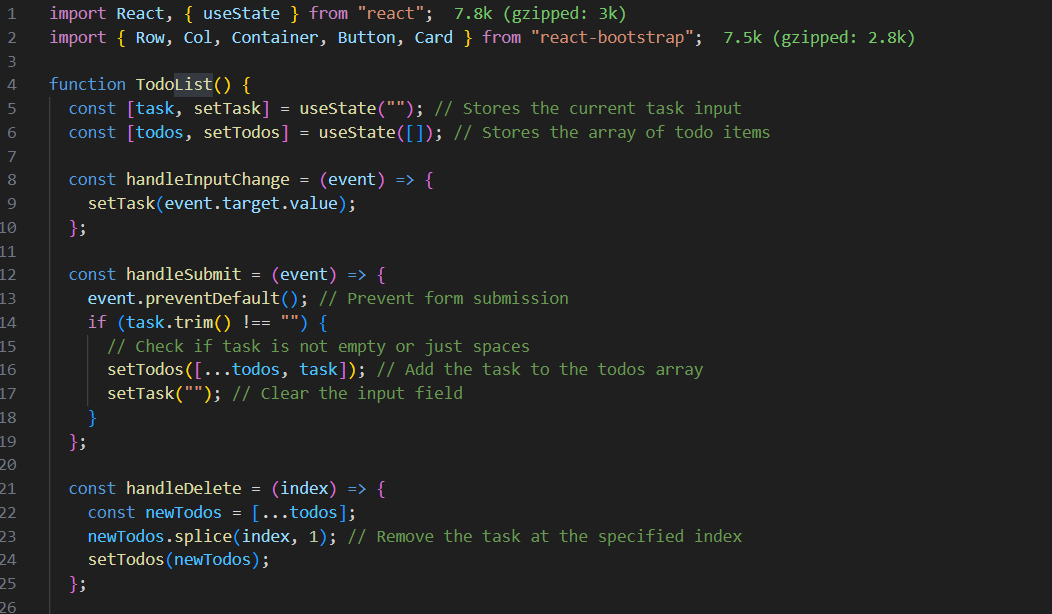 1 import React, { useState } from "react"; 7.8k (gzipped: 3k)
2 import { Row, Col, Container, Button, Card } from "react-bootstrap"; 7.5k (gzipped: 2.8k)
3
4 function TodoList() {
5   const [task, setTask] = useState(""); // Stores the current task input
6   const [todos, setTodos] = useState([]); // Stores the array of todo items
7
8   const handleInputChange = (event) => {
9     setTask(event.target.value);
10   };
11
12   const handleSubmit = (event) => {
13     event.preventDefault(); // Prevent form submission
14     if (task.trim() !== "") {
15       // Check if task is not empty or just spaces
16       setTodos([...todos, task]); // Add the task to the todos array
17       setTask(""); // Clear the input field
18     }
19   };
20
21   const handleDelete = (index) => {
22     const newTodos = [...todos];
23     newTodos.splice(index, 1); // Remove the task at the specified index
24     setTodos(newTodos);
25   };
26